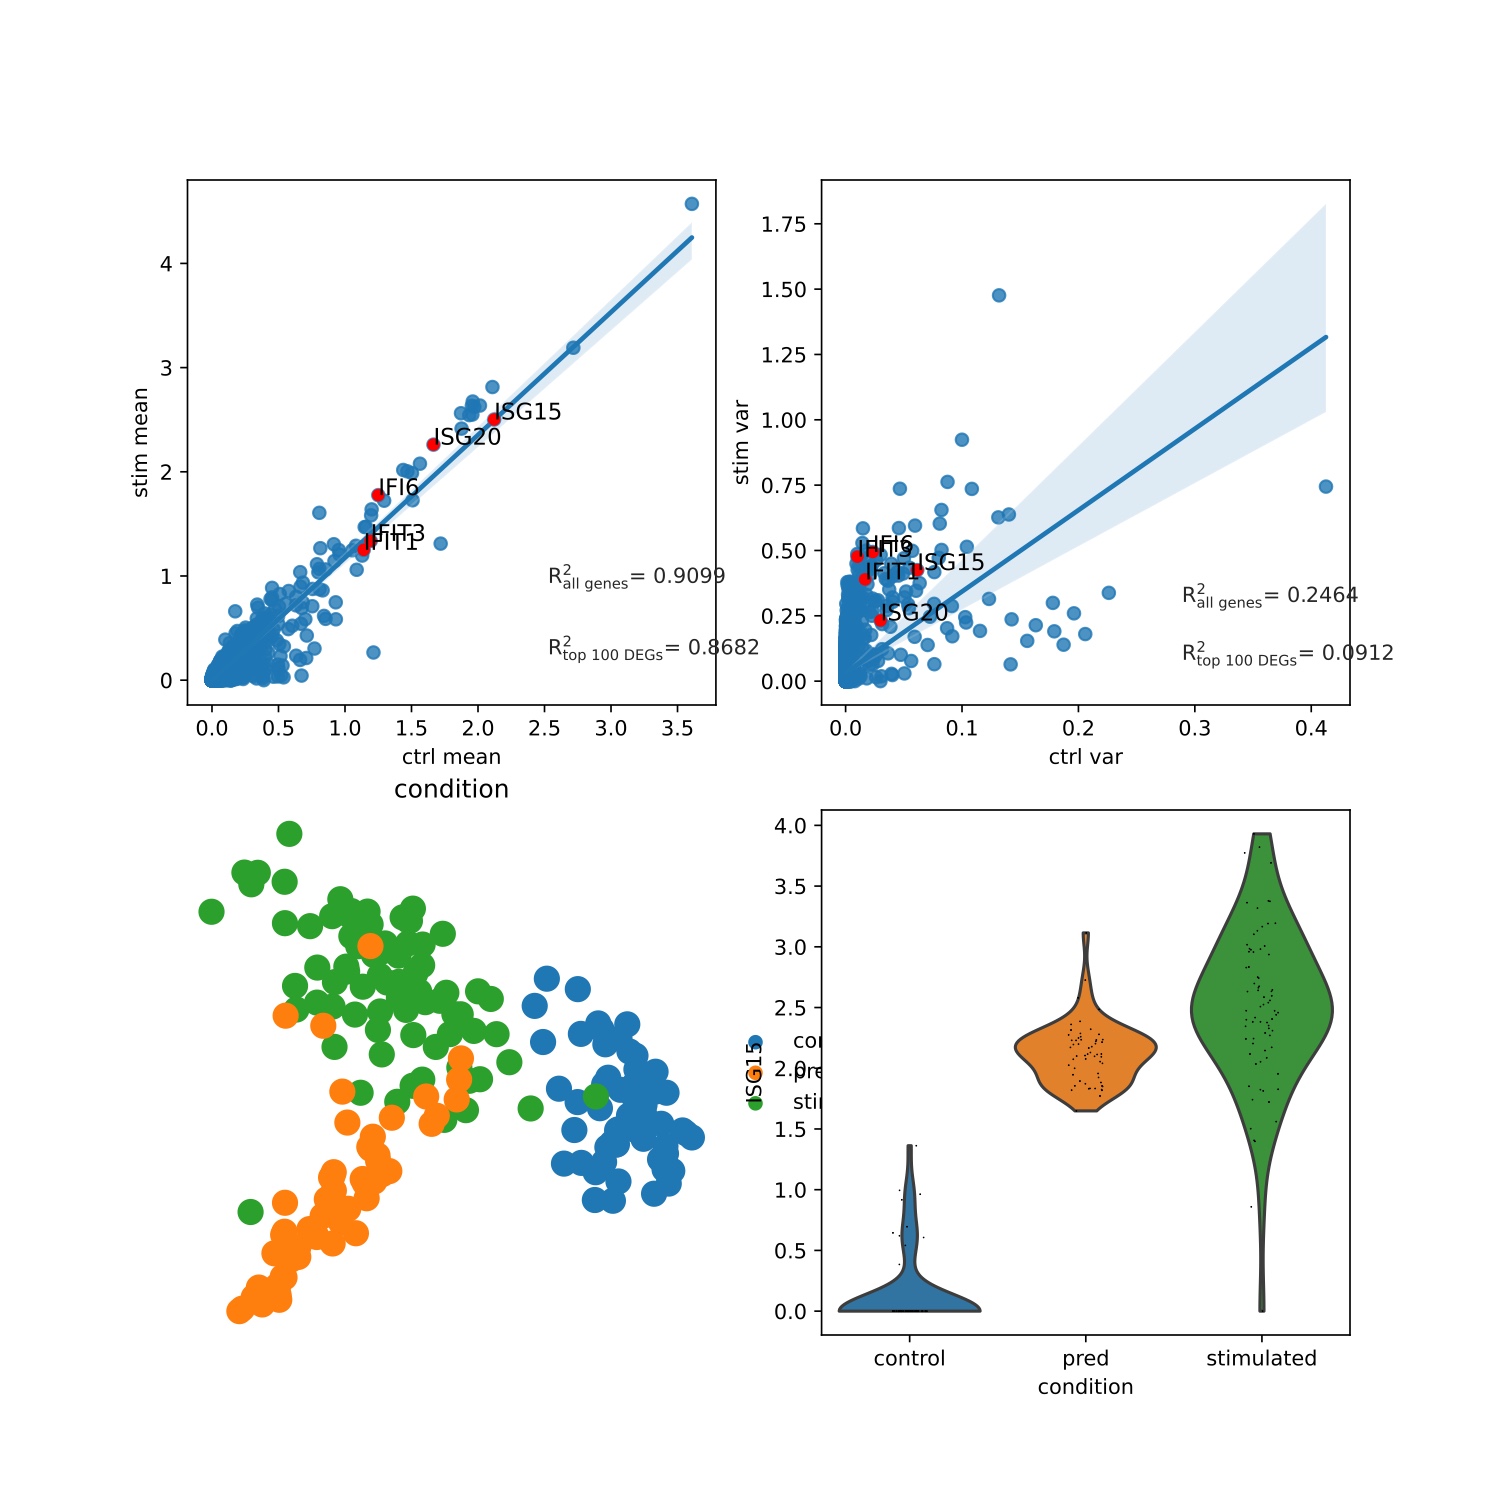 4
3
2
1
0
stim mean
ISG15
ISG20
IFI6
IFIT3
IFIT1
R²all genes= 0.9099
R²top 100 DEGs= 0.8682
0.0 0.5 1.0 1.5 2.0 2.5 3.0 3.5
ctrl mean
1.75
1.50
1.25
1.00
0.75
0.50
0.25
0.00
stim var
IFI6
IFIT3
ISG15
IFIT1
ISG20
R²all genes= 0.2464
R²top 100 DEGs= 0.0912
0.0 0.1 0.2 0.3 0.4
ctrl var
condition
con
pre
sti
ISG15
4.0
3.5
3.0
2.5
2.0
1.5
1.0
0.5
0.0
control pred stimulated
condition